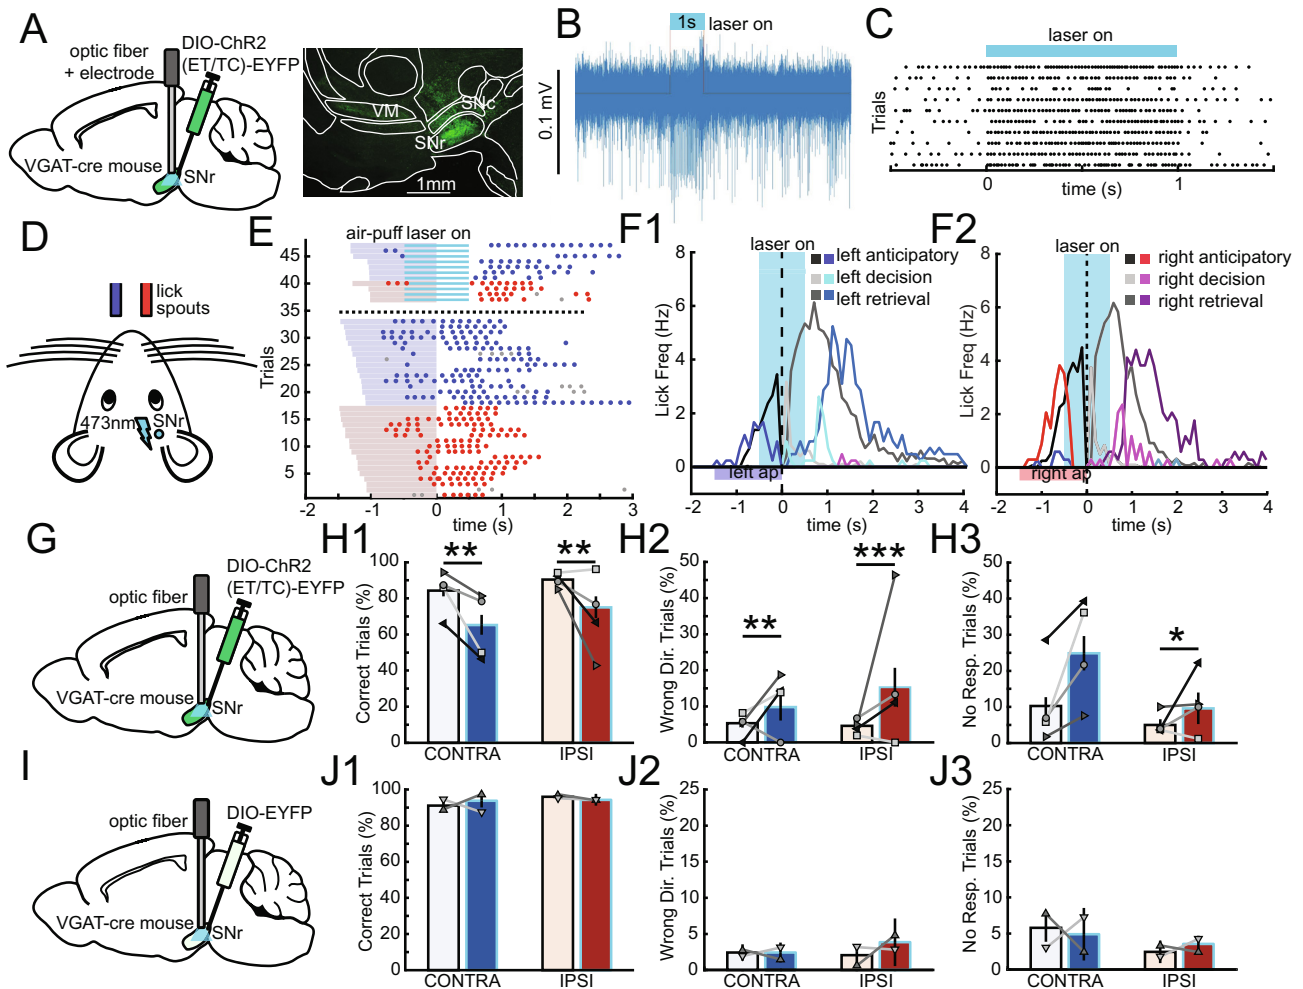 A
optic fiber
+ electrode
DIO-ChR2
(ET/TC)-EYFP
VGAT-cre mouse
SNr
VM
SNc
SNr
1mm
B
1s
laser on
0.1 mV
C
laser on
Trials
0
1
time (s)
D
lick
spouts
473nm
SNr
E
air-puff
laser on
Trials
45
40
35
30
25
20
15
10
5
-2
-1
0
1
2
3
time (s)
F1
laser on
left anticipatory
left decision
left retrieval
Lick Freq (Hz)
8
6
4
2
0
left ap
-2
-1
0
1
2
3
4
time (s)
F2
laser on
right anticipatory
right decision
right retrieval
Lick Freq (Hz)
8
6
4
2
0
right ap
-2
-1
0
1
2
3
4
time (s)
G
optic fiber
DIO-ChR2
(ET/TC)-EYFP
VGAT-cre mouse
SNr
H1
Correct Trials (%)
100
80
60
40
20
0
**
**
CONTRA
IPSI
H2
Wrong Dir. Trials (%)
50
40
30
20
10
0
**
***
CONTRA
IPSI
H3
No Resp. Trials (%)
50
40
30
20
10
0
*
CONTRA
IPSI
I
optic fiber
DIO-EYFP
VGAT-cre mouse
SNr
J1
Correct Trials (%)
100
80
60
40
20
0
CONTRA
IPSI
J2
Wrong Dir. Trials (%)
25
20
15
10
5
0
CONTRA
IPSI
J3
No Resp. Trials (%)
25
20
15
10
5
0
CONTRA
IPSI